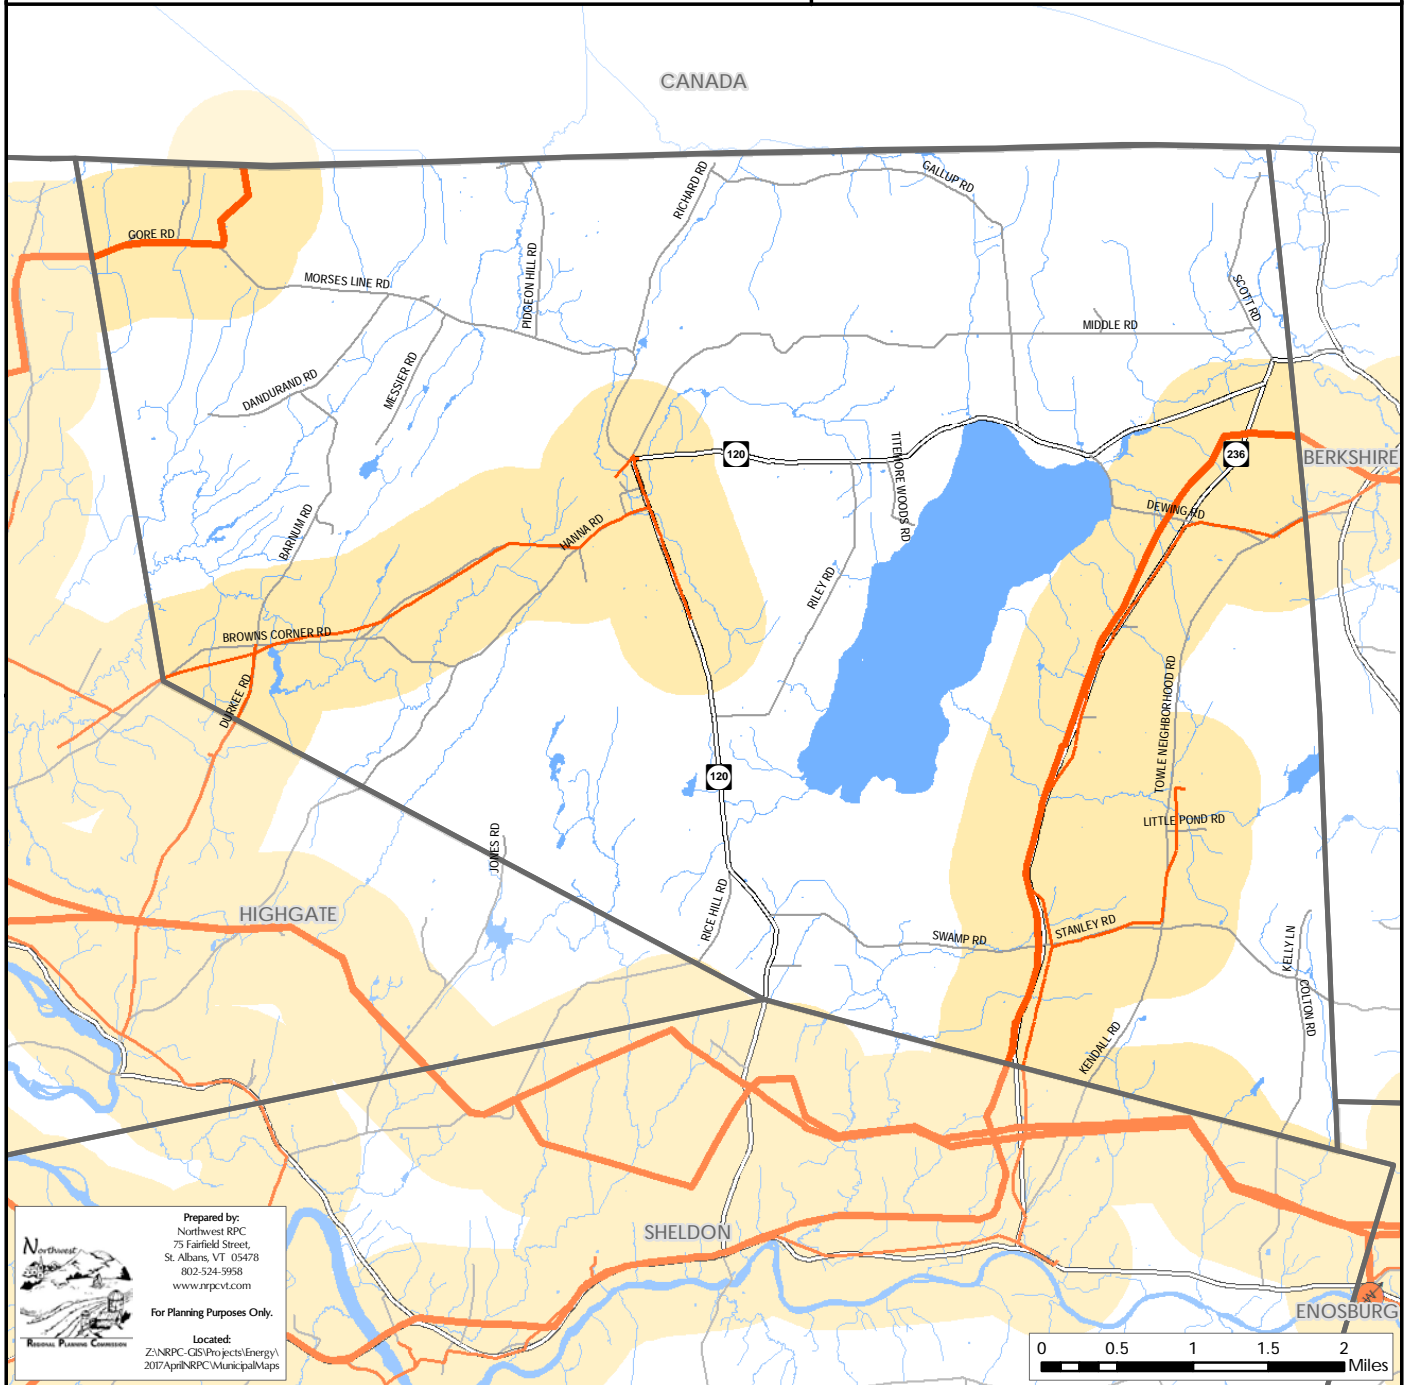 CANADA
GORE RD
MORSES LINE RD
PIDGEON HILL RD
RICHARD RD
GALLUP RD
SCOTT RD
MIDDLE RD
DANDURAND RD
MESSIER RD
120
TITEMORE WOODS RD
236
BERKSHIRE
DEWING RD
HANNA RD
BARNUM RD
RILEY RD
BROWNS CORNER RD
DURKEE RD
TOWLE NEIGHBORHOOD RD
120
LITTLE POND RD
JONES RD
HIGHGATE
RICE HILL RD
SWAMP RD
STANLEY RD
KELLY LN
COLTON RD
KENDALL RD
SHELDON
ENOSBURG
Northwest
REGIONAL PLANNING COMMISSION
Prepared by:
Northwest RPC
75 Fairfield Street,
St. Albans, VT 05478
802-524-5958
www.nrpcvt.com
For Planning Purposes Only.
Located:
Z:\NRPC-GIS\Projects\Energy\
2017AprilNRPC\MunicipalMaps
0 0.5 1 1.5 2
Miles